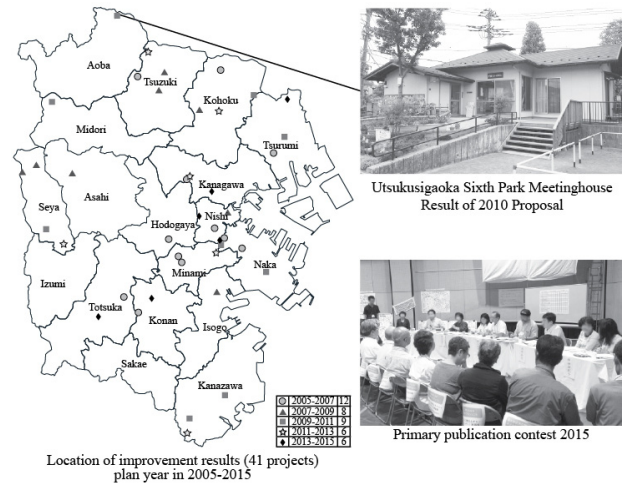 Aoba
Tsuzuki
Kohoku
Midori
Tsurumi
Kanagawa
Asahi
Seya
Nishi
Hodogaya
Minami
Naka
Izumi
Totsuka
Konan
Isogo
Sakae
Kanazawa
2005-2007 12
2007-2009 8
2009-2011 9
2011-2013 6
2013-2015 6
Location of improvement results (41 projects)
plan year in 2005-2015
Utsukusigaoka Sixth Park Meetinghouse
Result of 2010 Proposal
Primary publication contest 2015